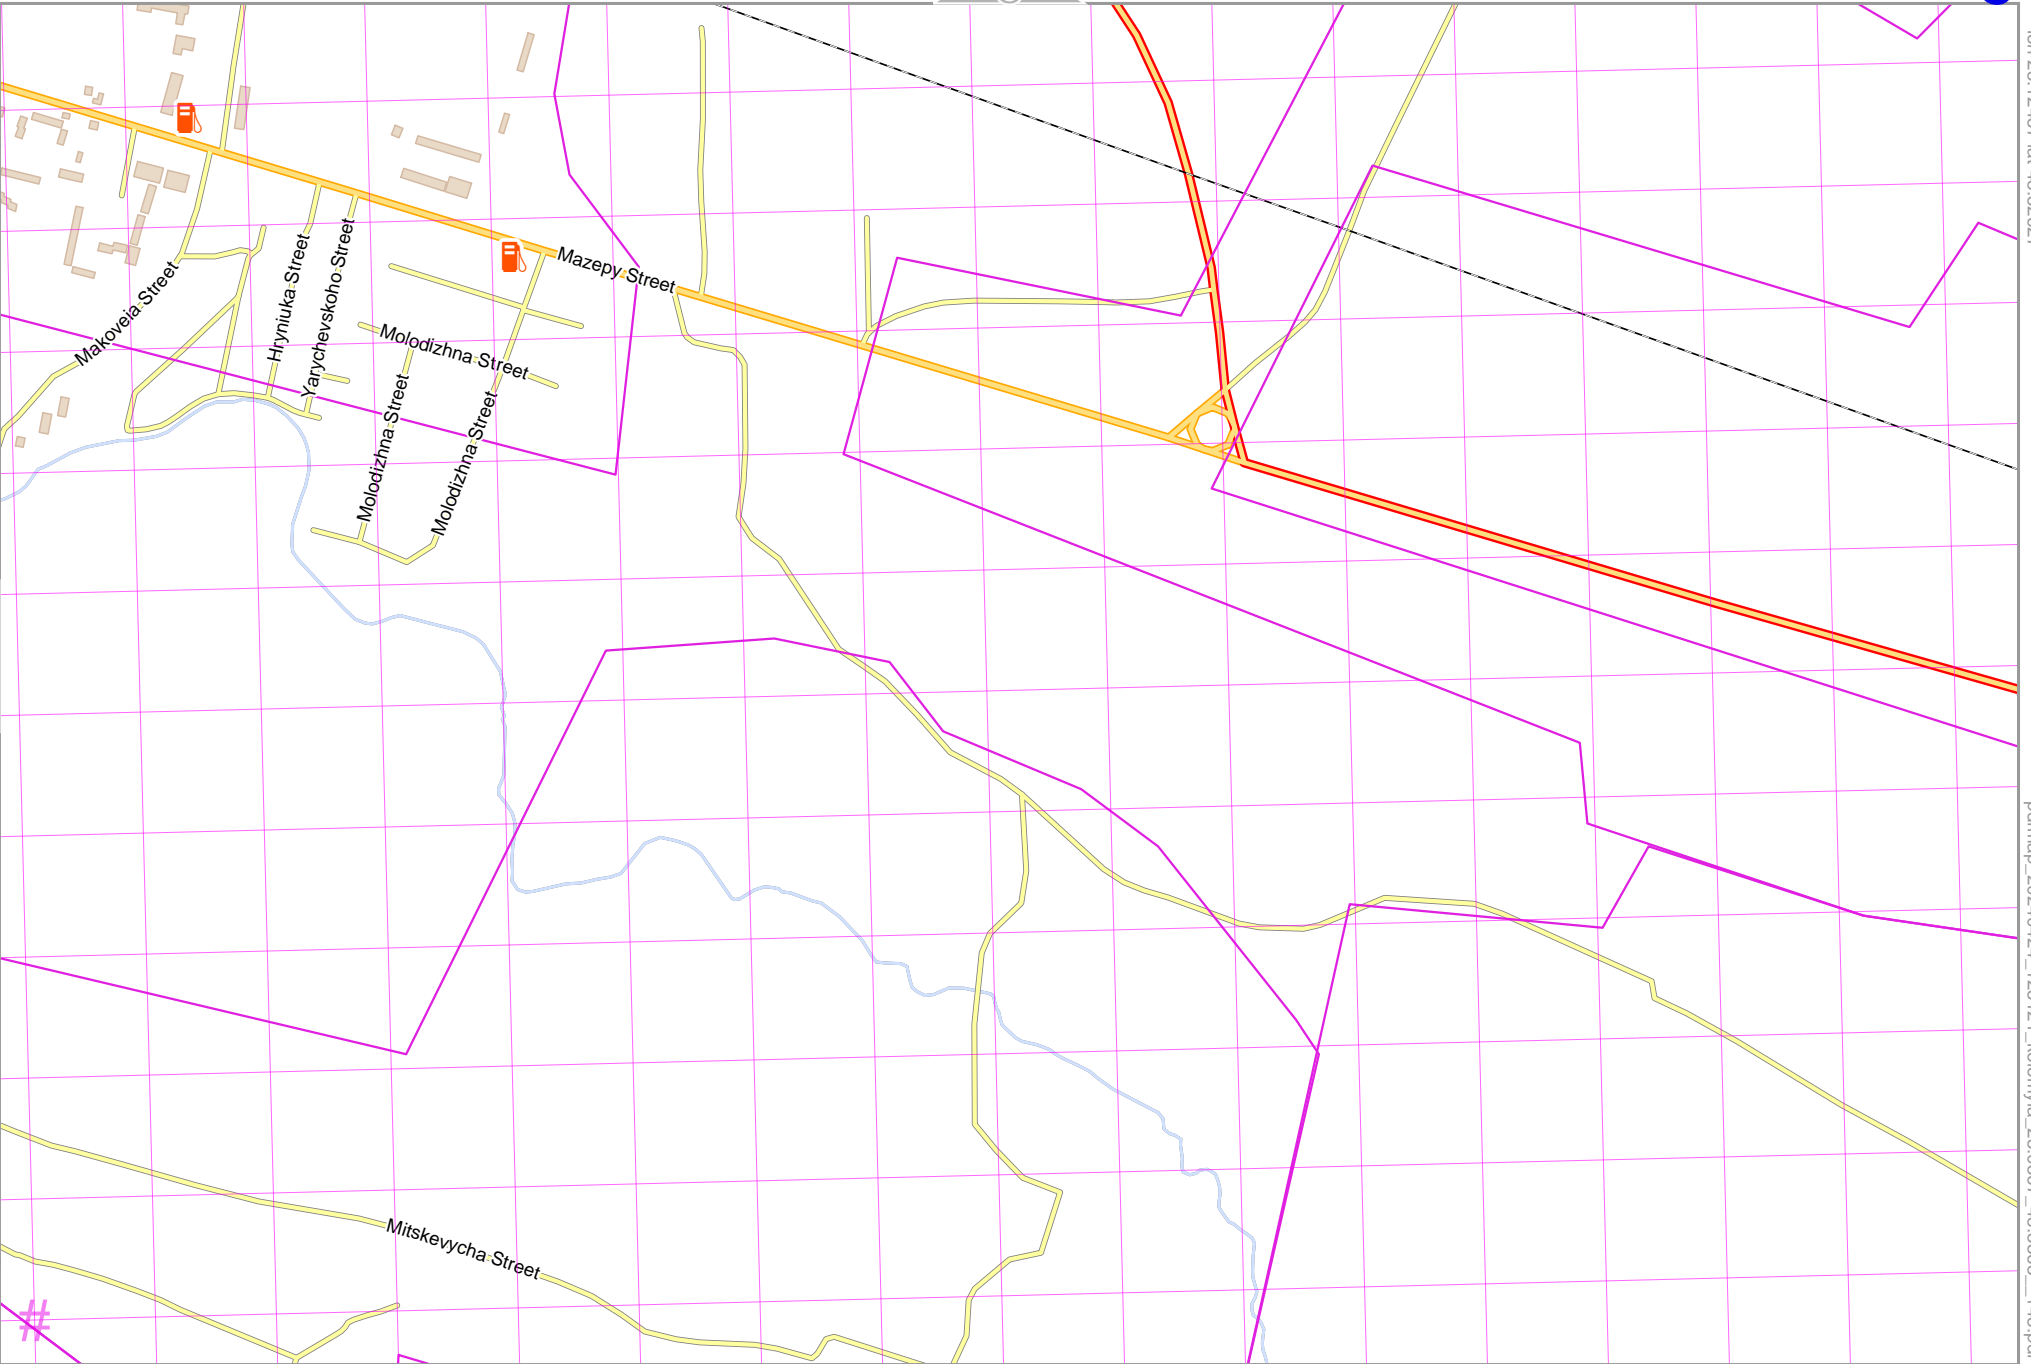 Mazepy Street
Makoveia Street
Hryniuka Street
Yarychevskoho Street
Molodizhna Street
Molodizhna Street
Molodizhna Street
Mitskevycha Street
#